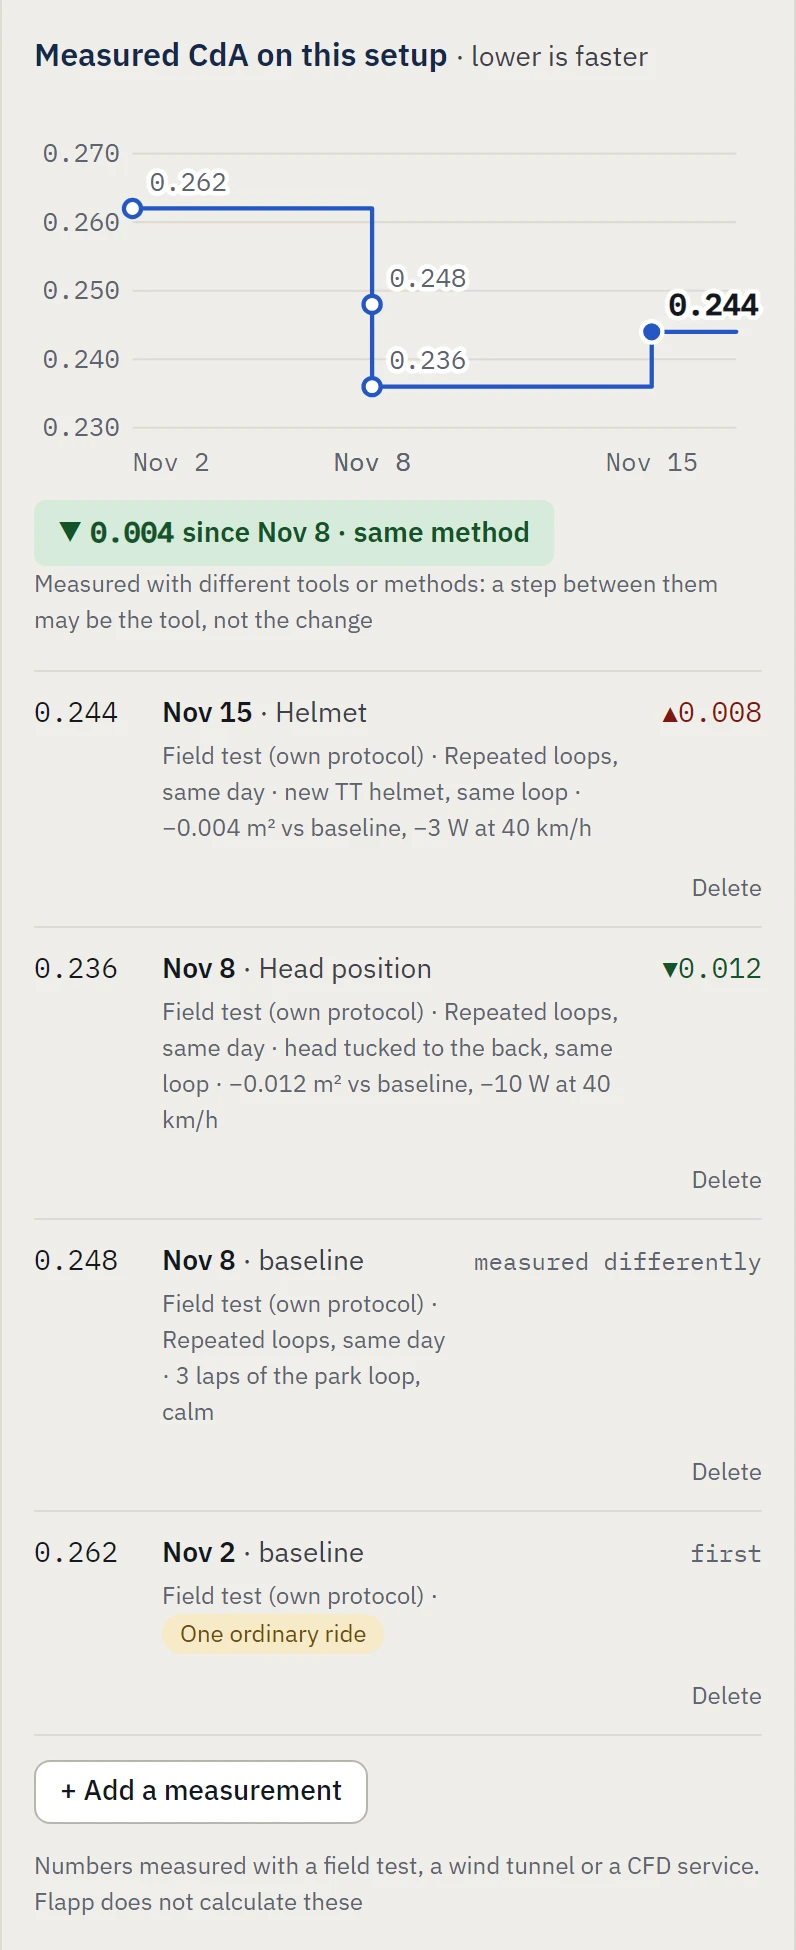 Measured CdA on this setup · lower is faster
0.270
0.262
0.260
0.248
0.250
0.244
0.240
0.236
0.230
Nov 2 Nov 8 Nov 15
▼ 0.004 since Nov 8 · same method
Measured with different tools or methods: a step between them
may be the tool, not the change
0.244 Nov 15 · Helmet ▲0.008
Field test (own protocol) · Repeated loops,
same day · new TT helmet, same loop ·
−0.004 m² vs baseline, −3 W at 40 km/h
Delete
0.236 Nov 8 · Head position ▼0.012
Field test (own protocol) · Repeated loops,
same day · head tucked to the back, same
loop · −0.012 m² vs baseline, −10 W at 40
km/h
Delete
0.248 Nov 8 · baseline measured differently
Field test (own protocol) ·
Repeated loops, same day
· 3 laps of the park loop,
calm
Delete
0.262 Nov 2 · baseline first
Field test (own protocol) ·
One ordinary ride
Delete
+ Add a measurement
Numbers measured with a field test, a wind tunnel or a CFD service.
Flapp does not calculate these